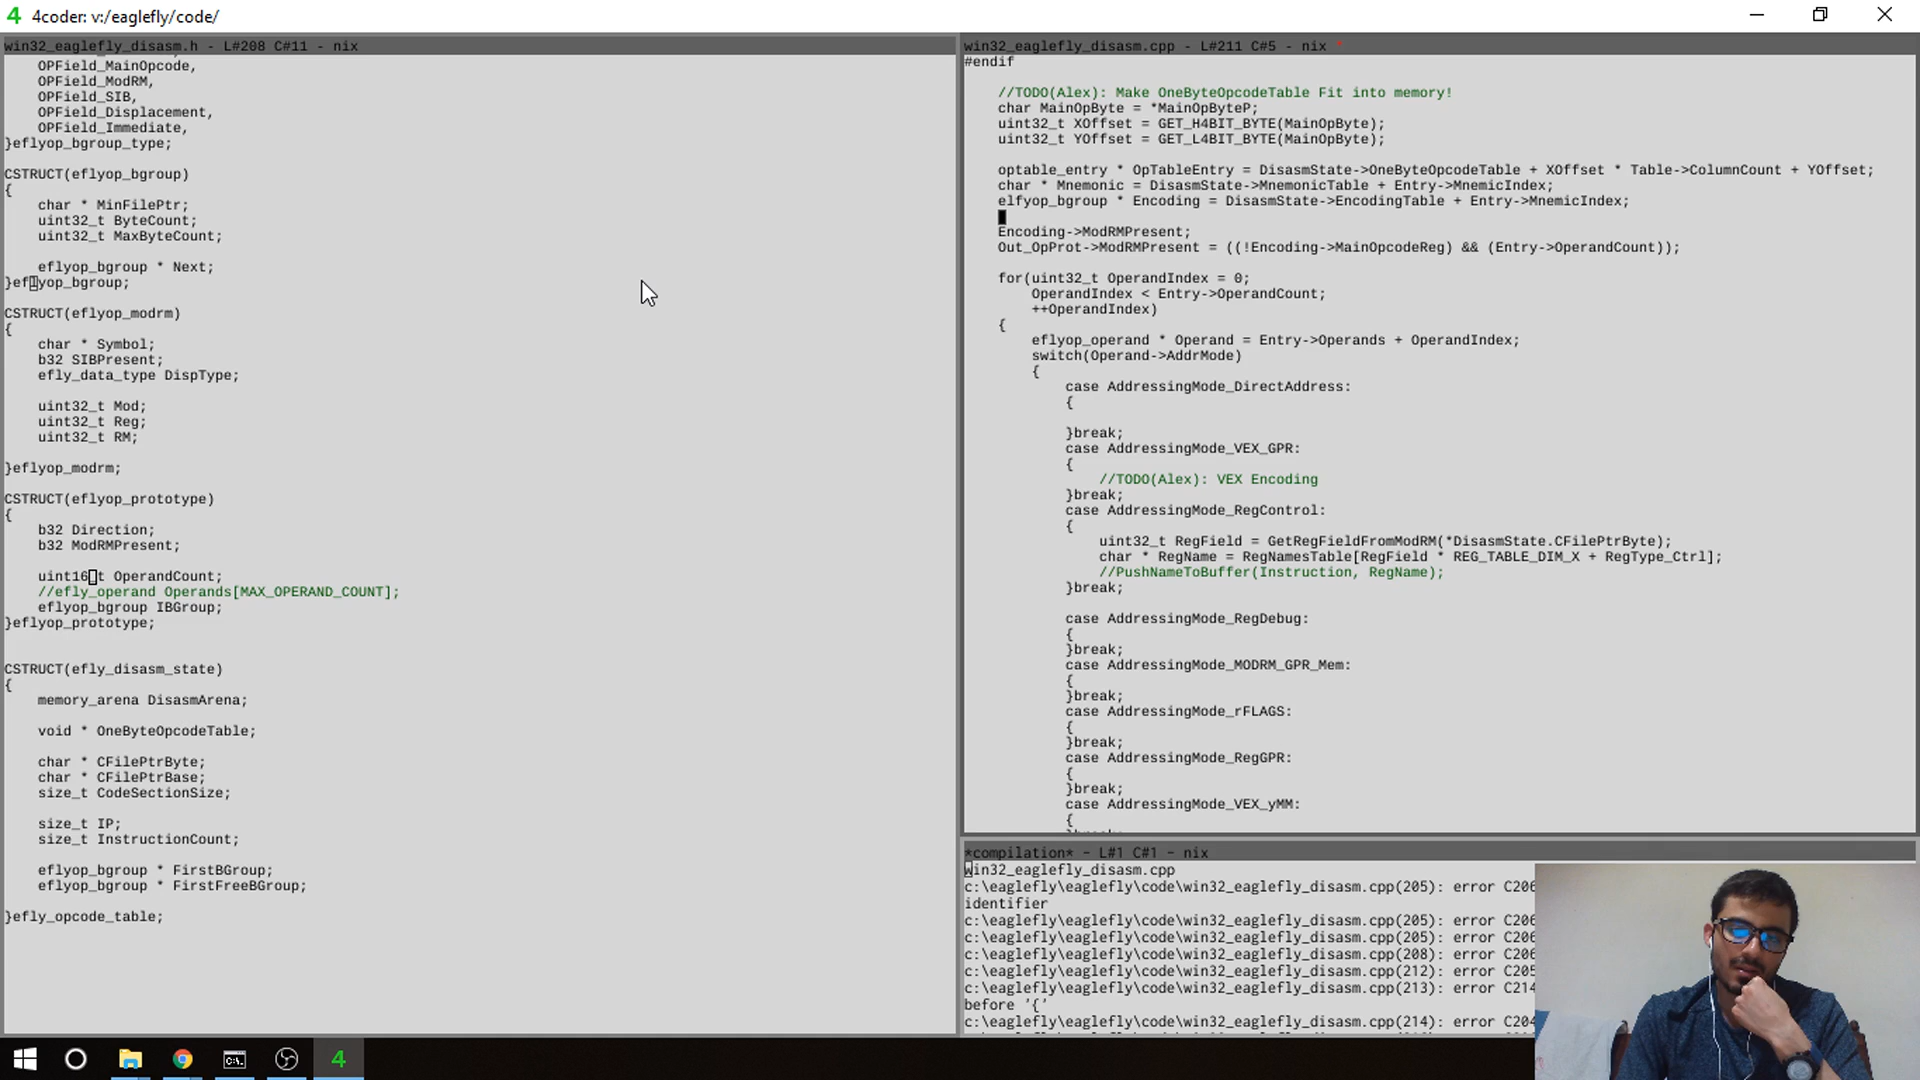 4 4coder: v:/eaglefly/code/
win32_eaglefly_disasm.h - L#208 C#11 - nix
OPField_MainOpcode,
OPField_ModRM,
OPField_SIB,
OPField_Displacement,
OPField_Immediate,
}eflyop_bgroup_type;
CSTRUCT(eflyop_bgroup)
{
char * MinFilePtr;
uint32_t ByteCount;
uint32_t MaxByteCount;
eflyop_bgroup * Next;
}eflyop_bgroup;
CSTRUCT(eflyop_modrm)
{
char * Symbol;
b32 SIBPresent;
efly_data_type DispType;
uint32_t Mod;
uint32_t Reg;
uint32_t RM;
}eflyop_modrm;
CSTRUCT(eflyop_prototype)
{
b32 Direction;
b32 ModRMPresent;
uint16_t OperandCount;
//efly_operand Operands[MAX_OPERAND_COUNT];
eflyop_bgroup IBGroup;
}eflyop_prototype;
CSTRUCT(efly_disasm_state)
{
memory_arena DisasmArena;
void * OneByteOpcodeTable;
char * CFilePtrByte;
char * CFilePtrBase;
size_t CodeSectionSize;
size_t IP;
size_t InstructionCount;
eflyop_bgroup * FirstBGroup;
eflyop_bgroup * FirstFreeBGroup;
}efly_opcode_table;
win32_eaglefly_disasm.cpp - L#211 C#5 - nix *
#endif
//TODO(Alex): Make OneByteOpcodeTable Fit into memory!
char MainOpByte = *MainOpByteP;
uint32_t XOffset = GET_H4BIT_BYTE(MainOpByte);
uint32_t YOffset = GET_L4BIT_BYTE(MainOpByte);
optable_entry * OpTableEntry = DisasmState->OneByteOpcodeTable + XOffset * Table->ColumnCount + YOffset;
char * Mnemonic = DisasmState->MnemonicTable + Entry->MnemicIndex;
elfyop_bgroup * Encoding = DisasmState->EncodingTable + Entry->MnemicIndex;
Encoding->ModRMPresent;
Out_OpProt->ModRMPresent = ((!Encoding->MainOpcodeReg) && (Entry->OperandCount));
for(uint32_t OperandIndex = 0;
OperandIndex < Entry->OperandCount;
++OperandIndex)
{
eflyop_operand * Operand = Entry->Operands + OperandIndex;
switch(Operand->AddrMode)
{
case AddressingMode_DirectAddress:
{
}break;
case AddressingMode_VEX_GPR:
{
//TODO(Alex): VEX Encoding
}break;
case AddressingMode_RegControl:
{
uint32_t RegField = GetRegFieldFromModRM(*DisasmState.CFilePtrByte);
char * RegName = RegNamesTable[RegField * REG_TABLE_DIM_X + RegType_Ctrl];
//PushNameToBuffer(Instruction, RegName);
}break;
case AddressingMode_RegDebug:
{
}break;
case AddressingMode_MODRM_GPR_Mem:
{
}break;
case AddressingMode_rFLAGS:
{
}break;
case AddressingMode_RegGPR:
{
}break;
case AddressingMode_VEX_yMM:
{
*compilation* - L#1 C#1 - nix
win32_eaglefly_disasm.cpp
c:\eaglefly\eaglefly\code\win32_eaglefly_disasm.cpp(205): error C206
identifier
c:\eaglefly\eaglefly\code\win32_eaglefly_disasm.cpp(205): error C206
c:\eaglefly\eaglefly\code\win32_eaglefly_disasm.cpp(205): error C206
c:\eaglefly\eaglefly\code\win32_eaglefly_disasm.cpp(208): error C206
c:\eaglefly\eaglefly\code\win32_eaglefly_disasm.cpp(212): error C205
c:\eaglefly\eaglefly\code\win32_eaglefly_disasm.cpp(213): error C214
before '{'
c:\eaglefly\eaglefly\code\win32_eaglefly_disasm.cpp(214): error C204
4